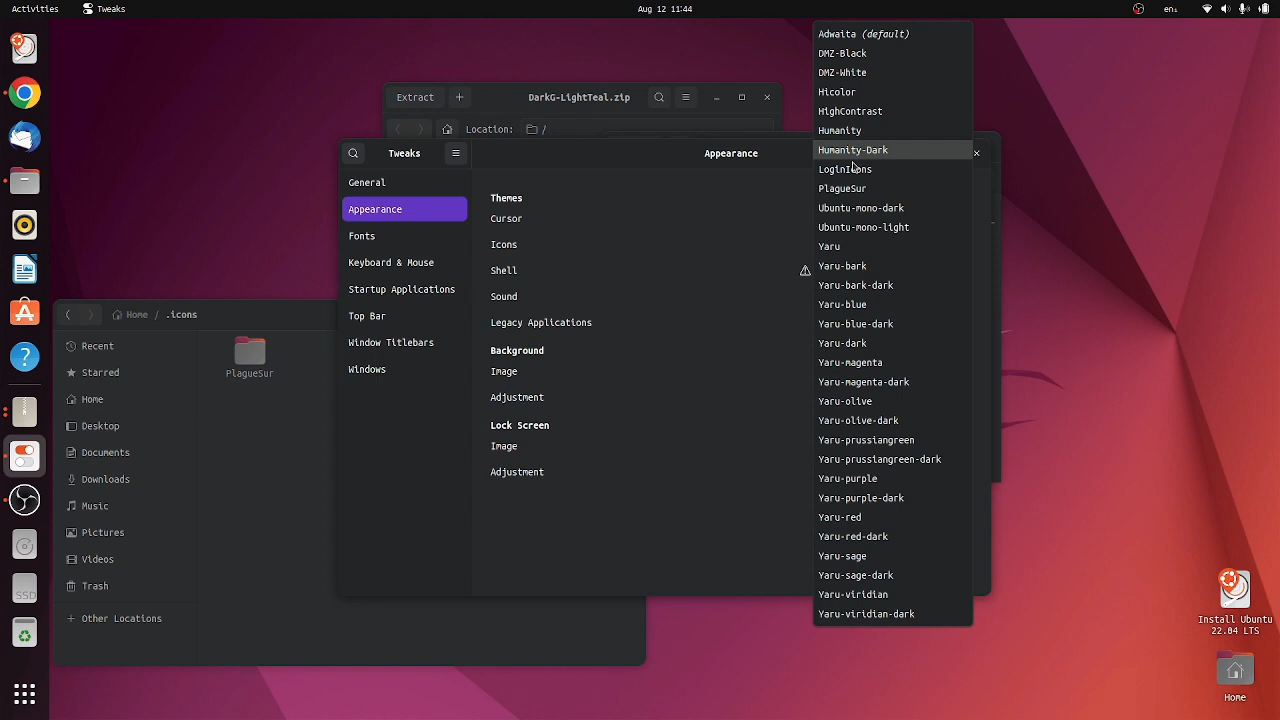 Activities
Tweaks
Aug 12 11:44
en₁
Extract
DarkG-LightTeal.zip
Location:
/
Tweaks
Appearance
General
Appearance
Fonts
Keyboard & Mouse
Startup Applications
Top Bar
Window Titlebars
Windows
Themes
Cursor
Icons
Shell
Sound
Legacy Applications
Background
Image
Adjustment
Lock Screen
Image
Adjustment
Adwaita (default)
DMZ-Black
DMZ-White
Hicolor
HighContrast
Humanity
Humanity-Dark
LoginIcons
PlagueSur
Ubuntu-mono-dark
Ubuntu-mono-light
Yaru
Yaru-bark
Yaru-bark-dark
Yaru-blue
Yaru-blue-dark
Yaru-dark
Yaru-magenta
Yaru-magenta-dark
Yaru-olive
Yaru-olive-dark
Yaru-prussiangreen
Yaru-prussiangreen-dark
Yaru-purple
Yaru-purple-dark
Yaru-red
Yaru-red-dark
Yaru-sage
Yaru-sage-dark
Yaru-viridian
Yaru-viridian-dark
Home / .icons
Recent
Starred
Home
Desktop
Documents
Downloads
Music
Pictures
Videos
Trash
+ Other Locations
PlagueSur
SSD
Install Ubuntu
22.04 LTS
Home